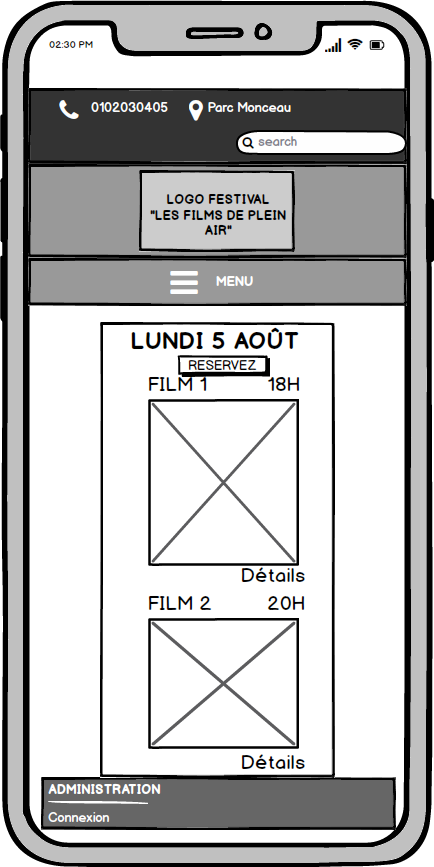 02:30 PM
0102030405 Parc Monceau
search
LOGO FESTIVAL
"LES FILMS DE PLEIN
AIR"
MENU
LUNDI 5 AOÛT
RESERVEZ
FILM 1 18H
Détails
FILM 2 20H
Détails
ADMINISTRATION
Connexion